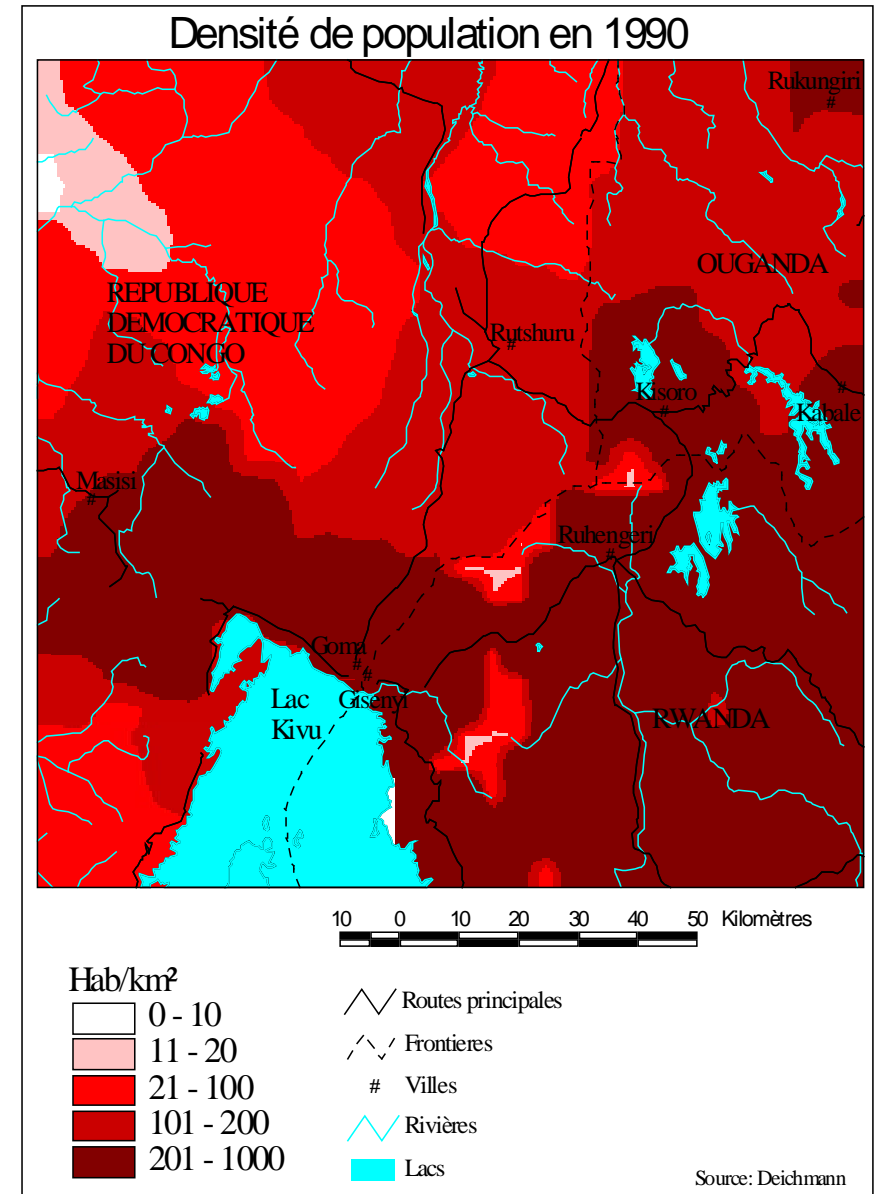 Densité de population en 1990
Rukungiri
#
OUGANDA
REPUBLIQUE
DEMOCRATIQUE
DU CONGO
Rutshuru
#
Kisoro
#
#
Kabale
Masisi
#
Ruhengeri
#
Goma
#
#
Gisenyi
Lac
Kivu
RWANDA
10 0 10 20 30 40 50 Kilomètres
Hab/km²
0 - 10
11 - 20
21 - 100
101 - 200
201 - 1000
Routes principales
Frontieres
# Villes
Rivières
Lacs
Source: Deichmann